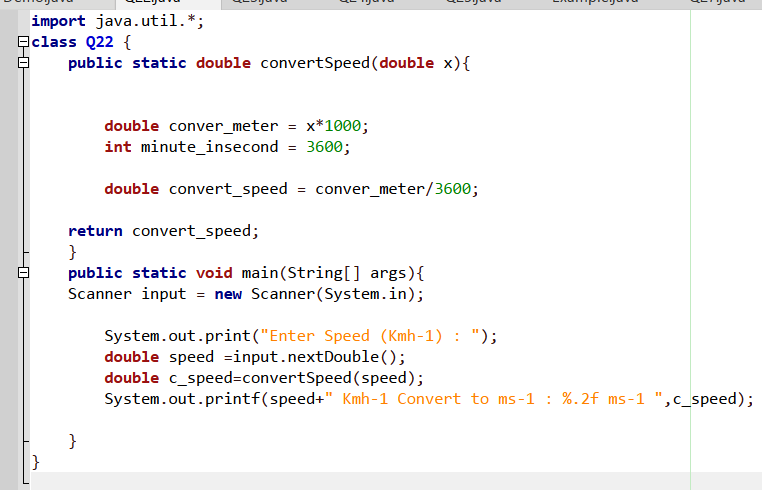 import java.util.*;
class Q22 {
public static double convertSpeed(double x){
double conver_meter = x*1000;
int minute_insecond = 3600;
double convert_speed = conver_meter/3600;
return convert_speed;
}
public static void main(String[] args){
Scanner input = new Scanner(System.in);
System.out.print("Enter Speed (Kmh-1) : ");
double speed =input.nextDouble();
double c_speed=convertSpeed(speed);
System.out.printf(speed+" Kmh-1 Convert to ms-1 : %.2f ms-1 ",c_speed);
}
}